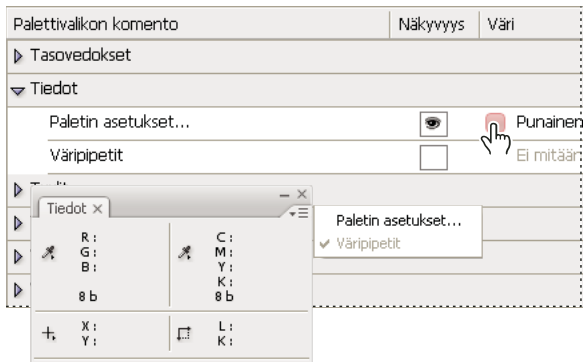 Palettivalikon komento Näkyvyys Väri
Tasovedokset
Tiedot
Paletin asetukset... Punainen
Väripipetit Ei mitään
Tiedot
Paletin asetukset...
Väripipetit
R: C:
G: M:
B: Y:
K:
8 b 8 b
X: L:
Y: K: